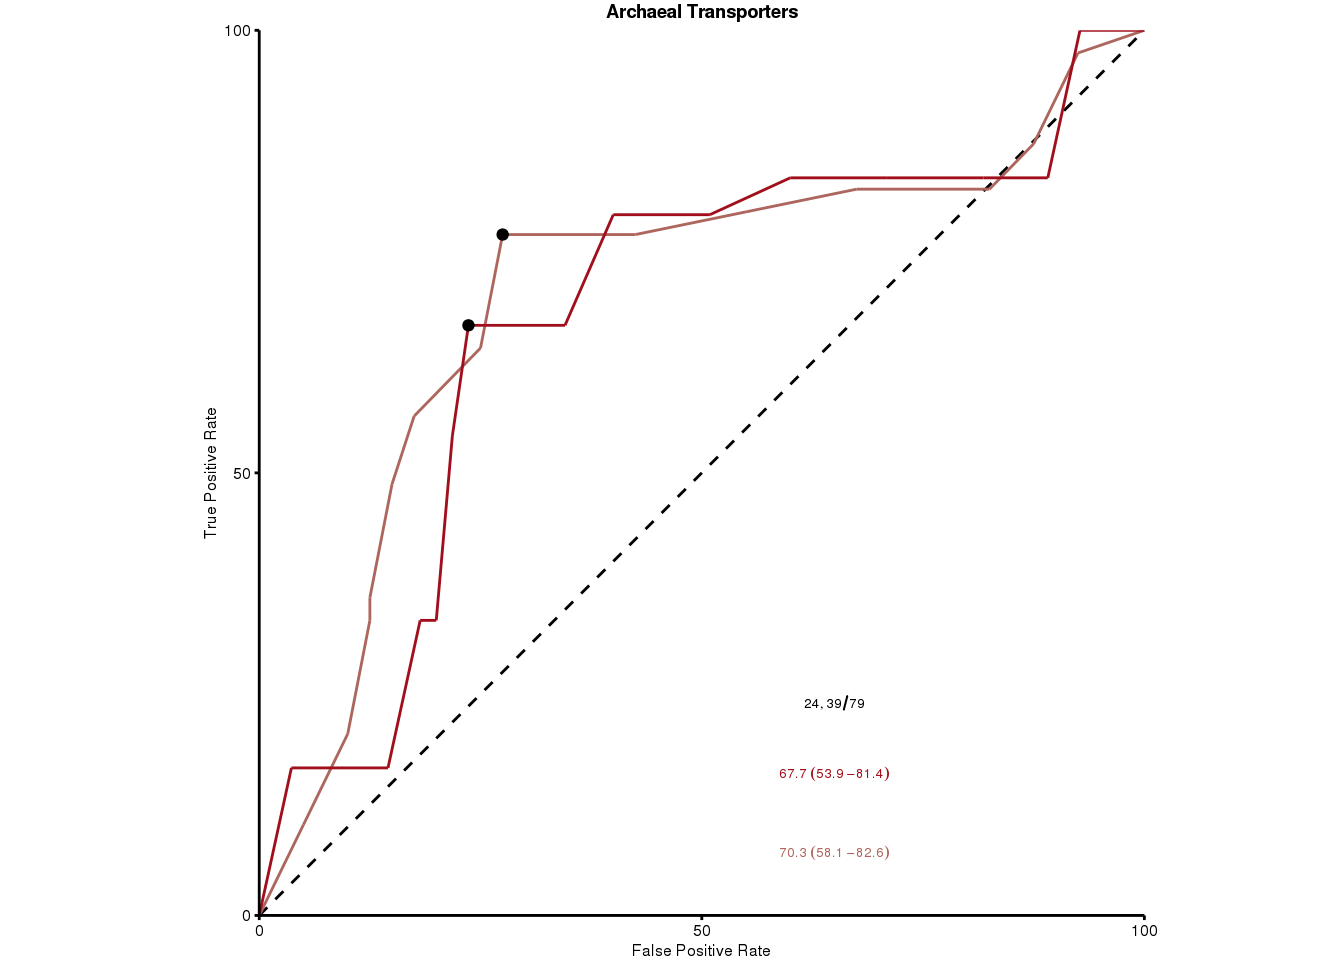 Archaeal Transporters
100
50
0
True Positive Rate
24, 39/79
67.7 (53.9–81.4)
70.3 (58.1–82.6)
0 50 100
False Positive Rate